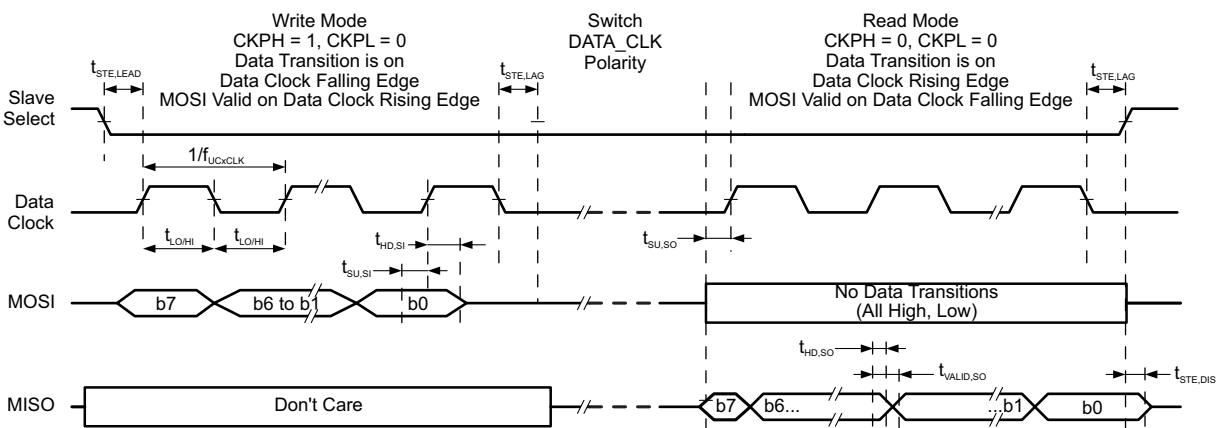 Write Mode
CKPH = 1, CKPL = 0
Data Transition is on
Data Clock Falling Edge
MOSI Valid on Data Clock Rising Edge
Switch
DATA_CLK
Polarity
Read Mode
CKPH = 0, CKPL = 0
Data Transition is on
Data Clock Rising Edge
MOSI Valid on Data Clock Falling Edge
tSTE,LEAD
tSTE,LAG
tSTE,LAG
Slave
Select
1/fUCxCLK
Data
Clock
tLO/HI
tLO/HI
tHD,SI
tSU,SO
tSU,SI
MOSI
b7
b6 to b1
b0
No Data Transitions
(All High, Low)
tHD,SO
tVALID,SO
tSTE,DIS
MISO
Don't Care
b7
b6...
...b1
b0